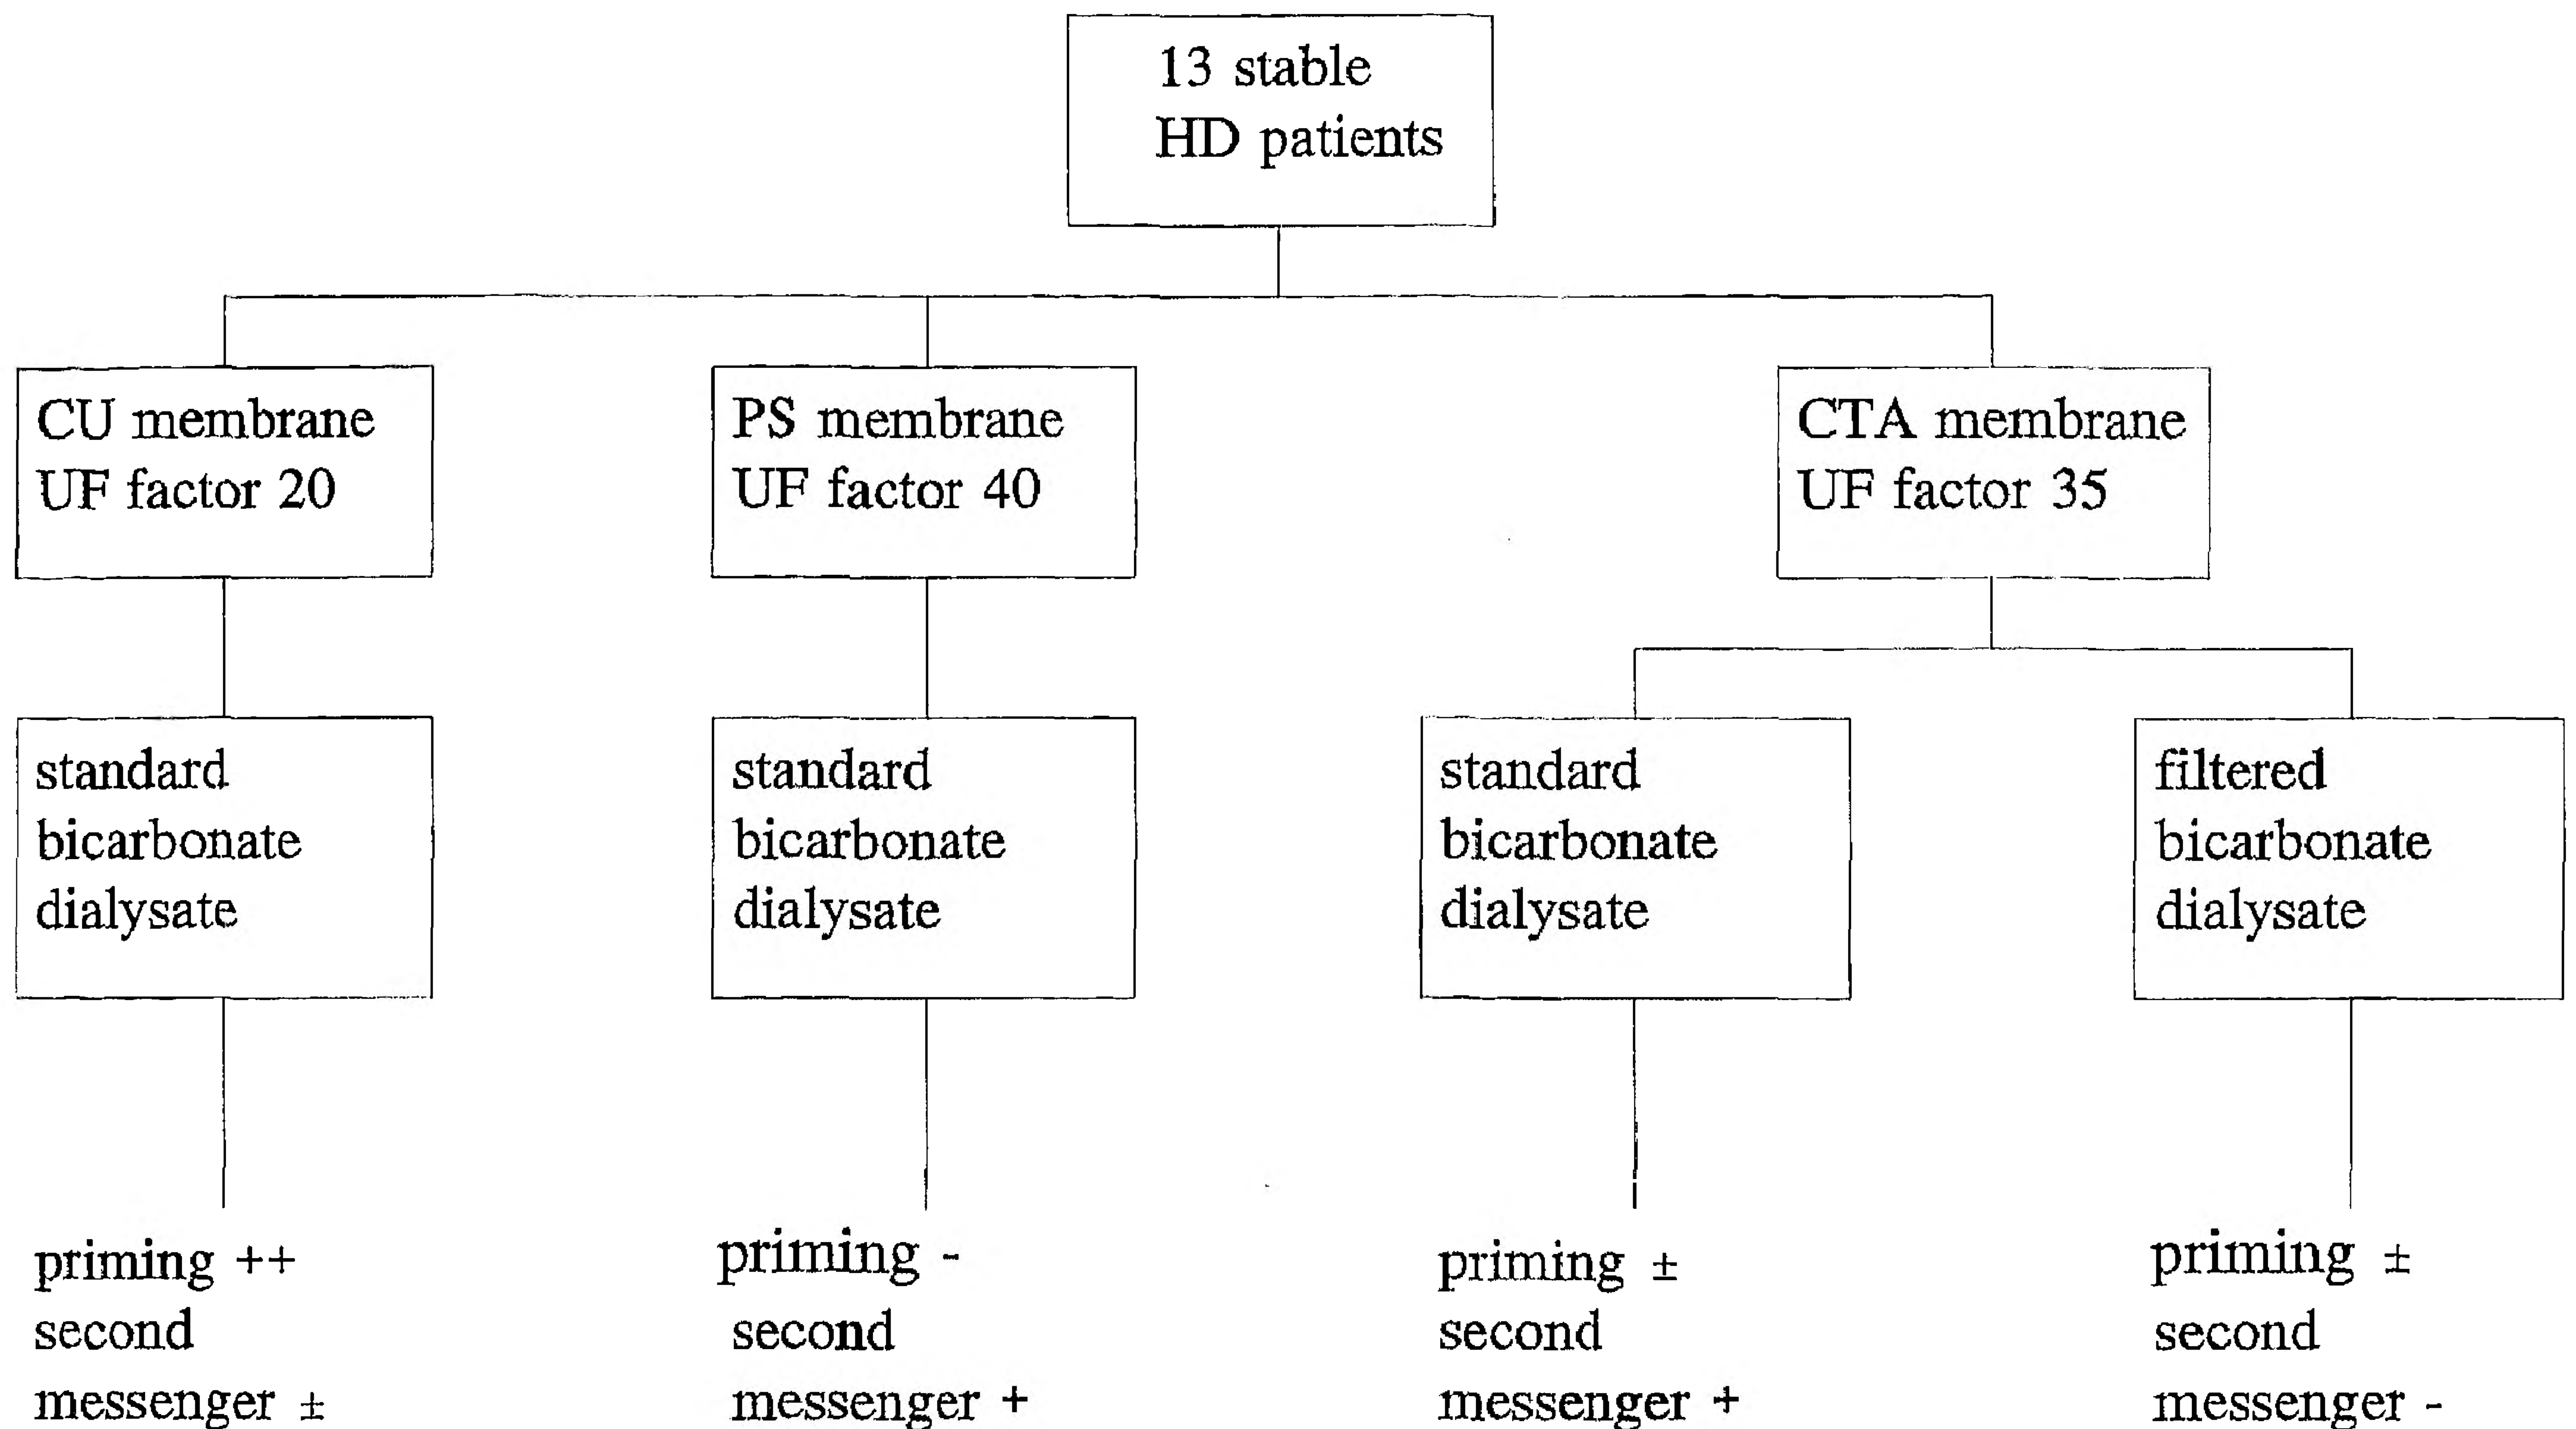 13 stable
HD patients
CU membrane
UF factor 20
PS membrane
UF factor 40
CTA membrane
UF factor 35
standard
bicarbonate
dialysate
standard
bicarbonate
dialysate
standard
bicarbonate
dialysate
filtered
bicarbonate
dialysate
priming ++
second
messenger ±
priming -
second
messenger +
priming ±
second
messenger +
priming ±
second
messenger -